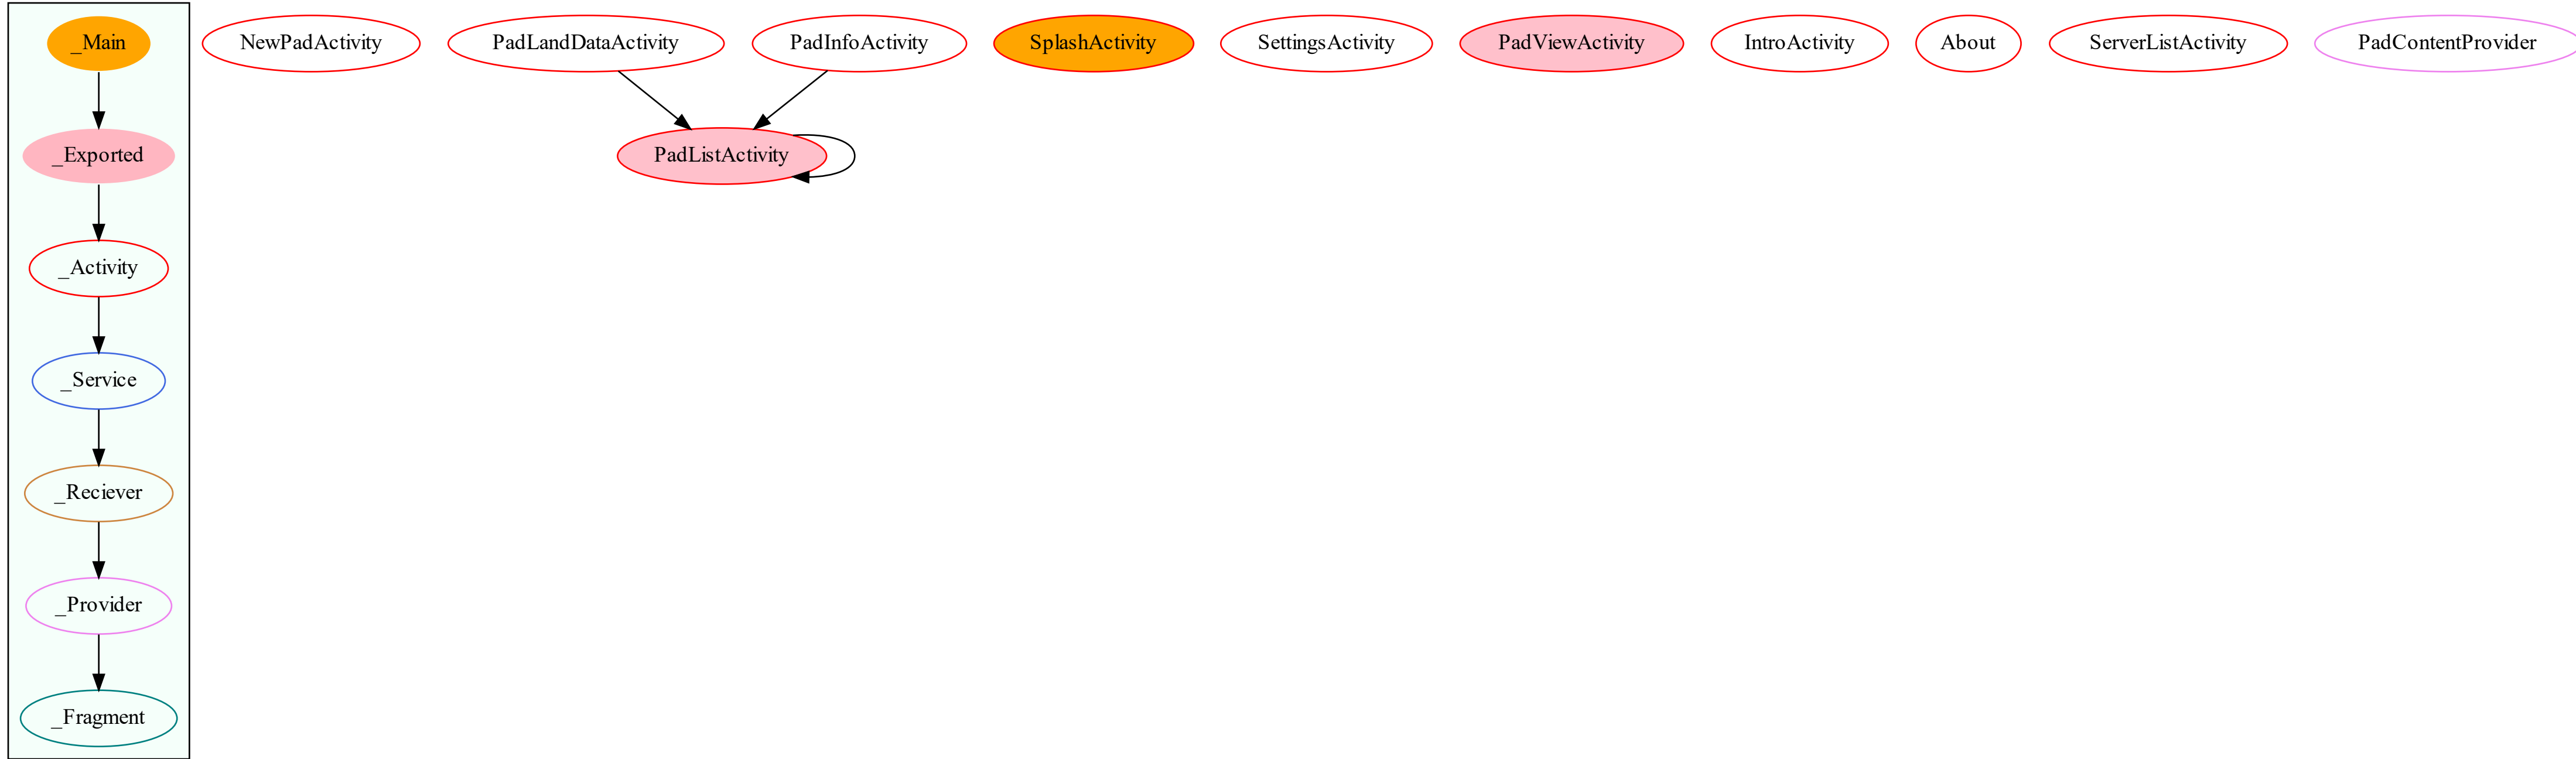 _Main
_Exported
_Activity
_Service
_Reciever
_Provider
_Fragment
NewPadActivity
PadLandDataActivity
PadInfoActivity
SplashActivity
SettingsActivity
PadViewActivity
IntroActivity
About
ServerListActivity
PadContentProvider
PadListActivity